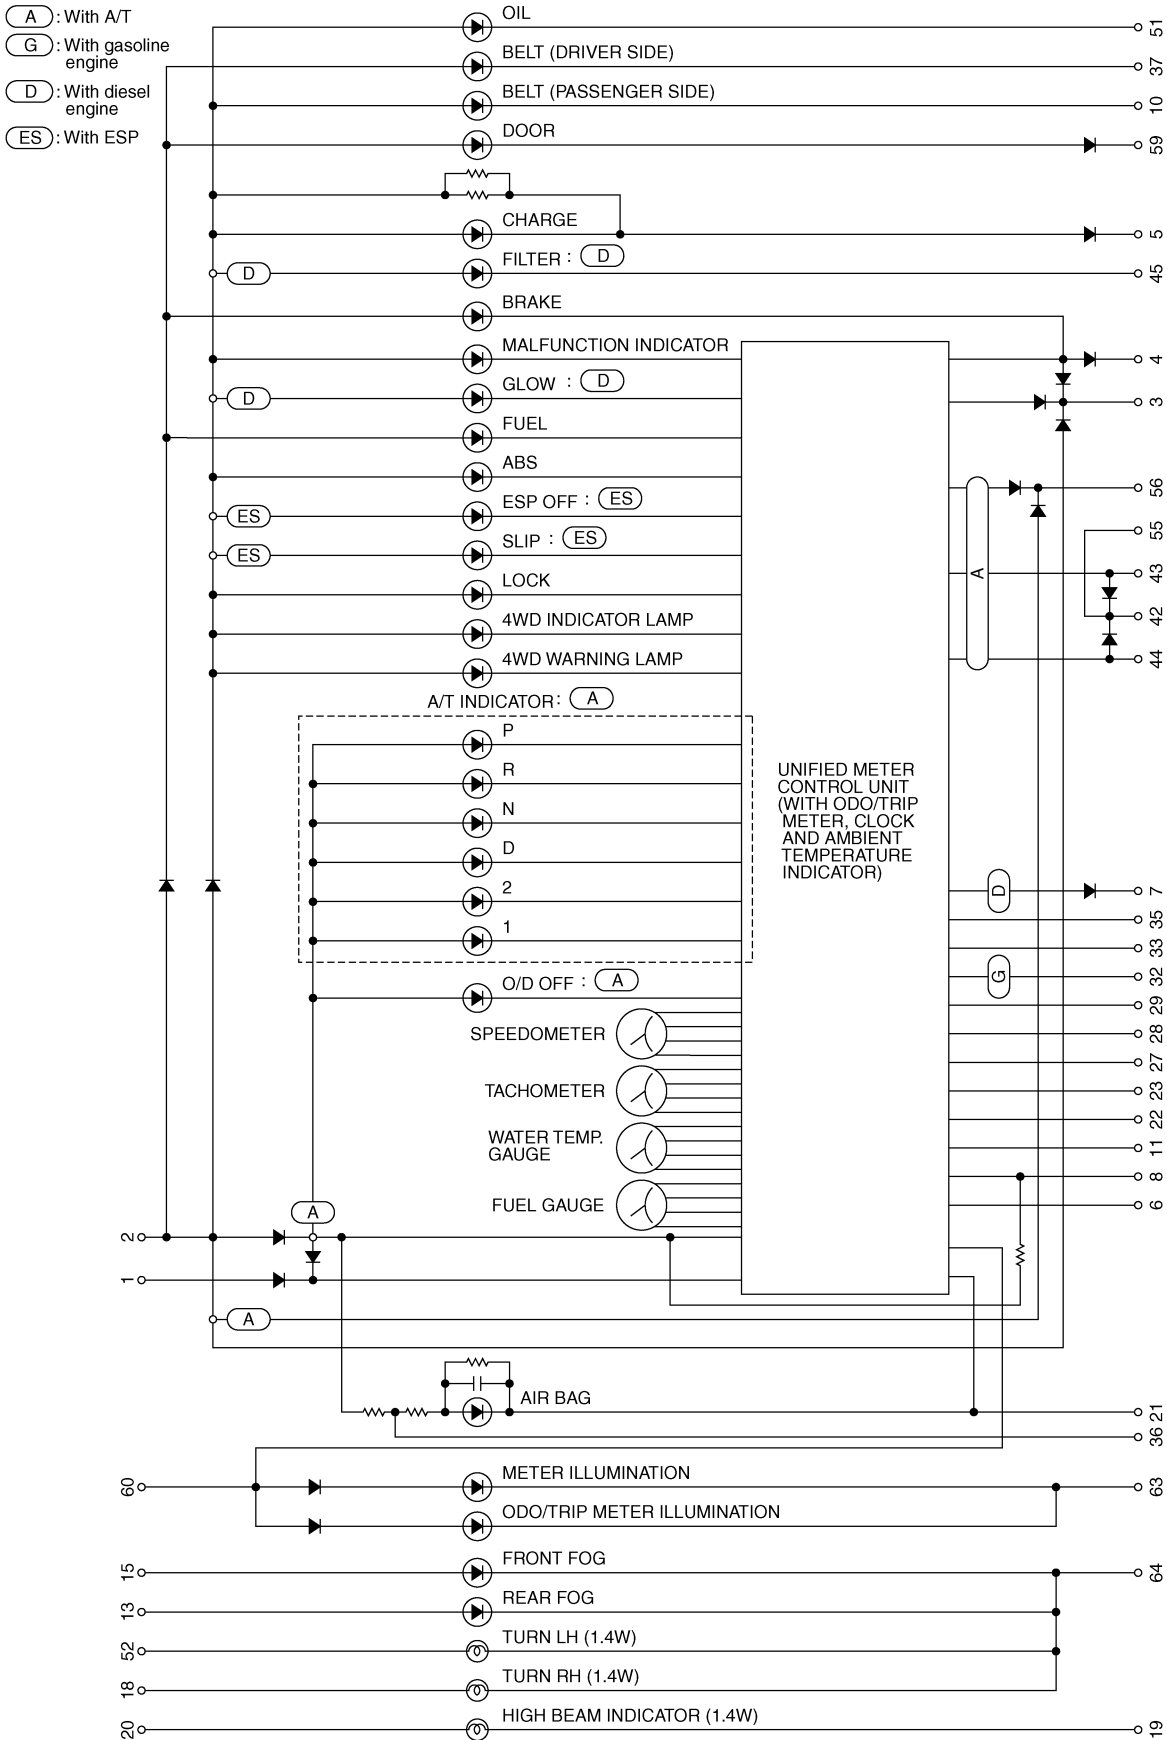 A : With A/T
G : With gasoline
engine
D : With diesel
engine
ES : With ESP
OIL 51
BELT (DRIVER SIDE) 37
BELT (PASSENGER SIDE) 10
DOOR 59
CHARGE 5
FILTER : D
D 45
BRAKE
MALFUNCTION INDICATOR 4
GLOW : D
D 3
FUEL
ABS
56
ESP OFF : ES
ES 55
SLIP : ES
ES 43
A
LOCK 42
4WD INDICATOR LAMP
4WD WARNING LAMP 44
A/T INDICATOR : A
P
R
N
D
2
1
UNIFIED METER
CONTROL UNIT
(WITH ODO/TRIP
METER, CLOCK
AND AMBIENT
TEMPERATURE
INDICATOR)
D 7
35
33
G 32
O/D OFF : A
29
SPEEDOMETER 28
27
TACHOMETER 23
22
WATER TEMP.
GAUGE 11
8
FUEL GAUGE 6
A
2
1
A
AIR BAG 21
36
60 METER ILLUMINATION 63
ODO/TRIP METER ILLUMINATION
15 FRONT FOG 64
13 REAR FOG
52 TURN LH (1.4W)
18 TURN RH (1.4W)
20 HIGH BEAM INDICATOR (1.4W) 19